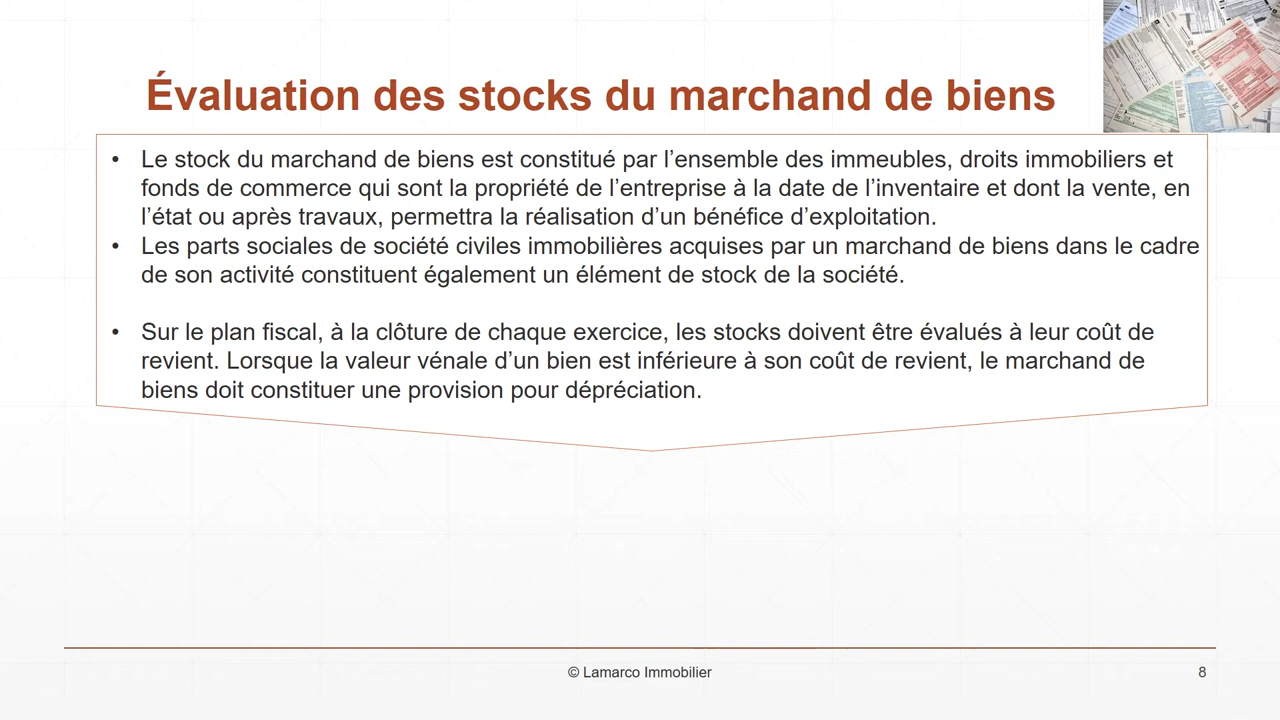 Évaluation des stocks du marchand de biens
• Le stock du marchand de biens est constitué par l’ensemble des immeubles, droits immobiliers et
fonds de commerce qui sont la propriété de l’entreprise à la date de l’inventaire et dont la vente, en
l’état ou après travaux, permettra la réalisation d’un bénéfice d’exploitation.
• Les parts sociales de société civiles immobilières acquises par un marchand de biens dans le cadre
de son activité constituent également un élément de stock de la société.
• Sur le plan fiscal, à la clôture de chaque exercice, les stocks doivent être évalués à leur coût de
revient. Lorsque la valeur vénale d’un bien est inférieure à son coût de revient, le marchand de
biens doit constituer une provision pour dépréciation.
© Lamarco Immobilier
8